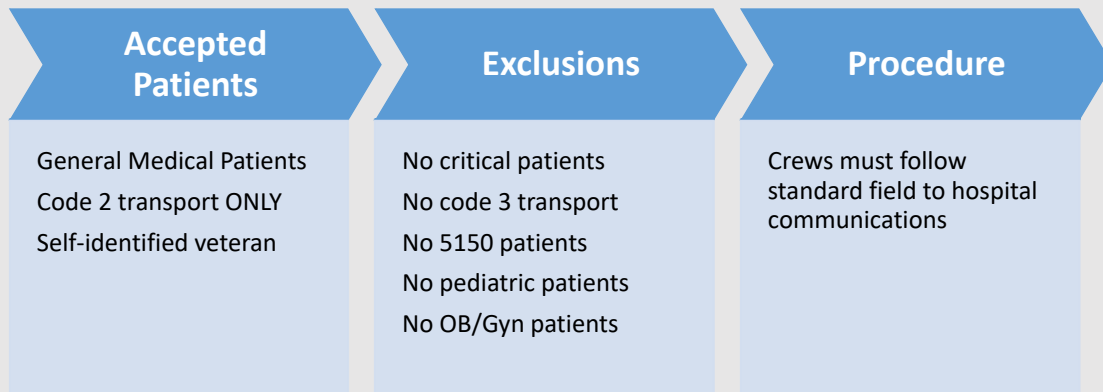 Accepted
Patients
General Medical Patients
Code 2 transport ONLY
Self-identified veteran
Exclusions
No critical patients
No code 3 transport
No 5150 patients
No pediatric patients
No OB/Gyn patients
Procedure
Crews must follow
standard field to hospital
communications